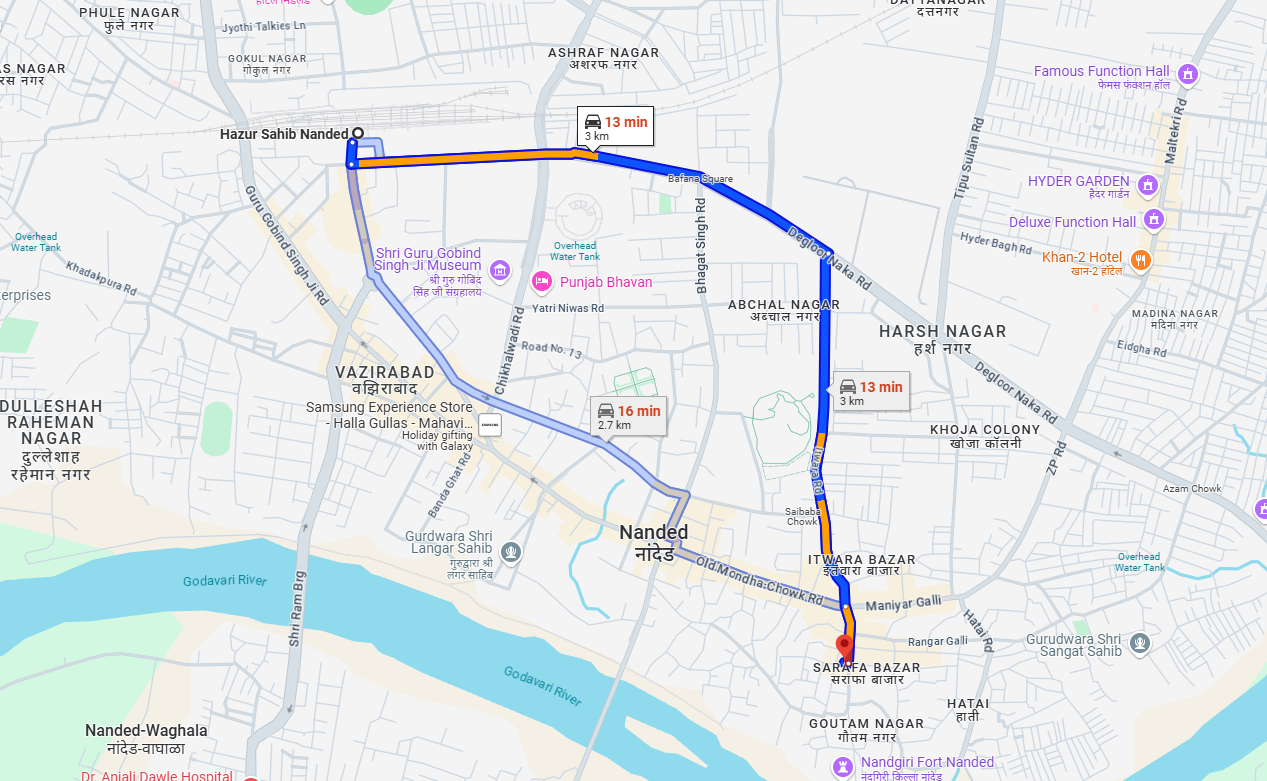 PHULE NAGAR
फुले नगर
Jyothi Talkies Ln
GOKUL NAGAR
गोकुल नगर
ASHRAF NAGAR
अशरफ नगर
दत्तनगर
Famous Function Hall
फेमस फंक्शन हॉल
Maltekri Rd
Tipu Sultan Rd
Hazur Sahib Nanded
13 min
3 km
Bafana Square
HYDER GARDEN
हैदर गार्डन
Deluxe Function Hall
Hyder Bagh Rd
Khan-2 Hotel
खान-2 हॉटेल
Guru Gobind Singh Ji Rd
Overhead
Water Tank
Khadakpura Rd
Shri Guru Gobind
Singh Ji Museum
श्री गुरु गोबिंद
सिंह जी संग्रहालय
Overhead
Water Tank
Punjab Bhavan
Yatri Niwas Rd
Bhagat Singh Rd
Degloor Naka Rd
ABCHAL NAGAR
अब्चाल नगर
HARSH NAGAR
हर्श नगर
MADINA NAGAR
मदिना नगर
Eidgha Rd
Chikhalwadi Rd
Road No. 13
VAZIRABAD
वझिराबाद
Degloor Naka Rd
13 min
3 km
16 min
2.7 km
DULLESHAH
RAHEMAN
NAGAR
दुल्लेशाह
रहेमान नगर
Samsung Experience Store
- Halla Gullas - Mahavi...
Holiday gifting
with Galaxy
SAMSUNG
KHOJA COLONY
खोजा कॉलनी
ZP Rd
Azam Chowk
Banda Ghat Rd
Itwara Rd
Saibaba
Chowk
Nanded
नांदेड
Gurdwara Shri
Langar Sahib
गुरुद्वारा श्री
लंगर साहिब
ITWARA BAZAR
इतवारा बाजार
Overhead
Water Tank
Godavari River
Shri Ram Brg
Old Mondha-Chowk Rd
Maniyar Galli
Hatai Rd
Rangar Galli
Gurudwara Shri
Sangat Sahib
SARAFA BAZAR
सराफा बाजार
Godavari River
HATAI
हाती
GOUTAM NAGAR
गौतम नगर
Nanded-Waghala
नांदेड-वाघाळा
Nandgiri Fort Nanded
नंदगिरी किल्ला नांदेड
Dr. Anjali Dawle Hospital